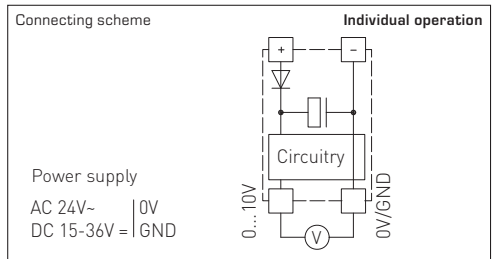 Connecting scheme
Individual operation
+ −
Circuitry
Power supply
AC 24V~ 0V
DC 15-36V = GND
0...10V
0V/GND
V